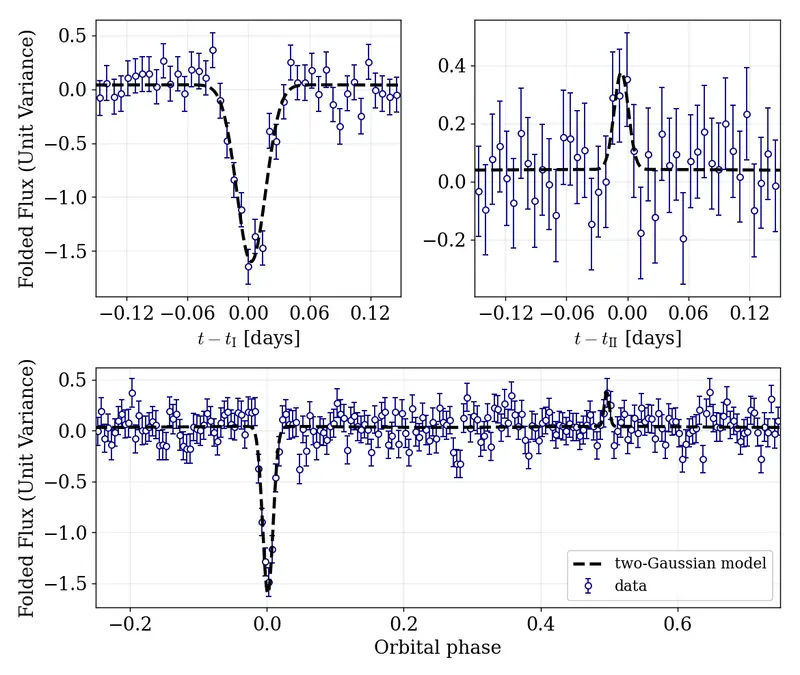 Folded Flux (Unit Variance)
0.5
0.0
−0.5
−1.0
−1.5
−0.12 −0.06 0.00 0.06 0.12
t − tI [days]
0.4
0.2
0.0
−0.2
−0.12 −0.06 0.00 0.06 0.12
t − tII [days]
Folded Flux (Unit Variance)
0.5
0.0
−0.5
−1.0
−1.5
two-Gaussian model
data
−0.2 0.0 0.2 0.4 0.6
Orbital phase